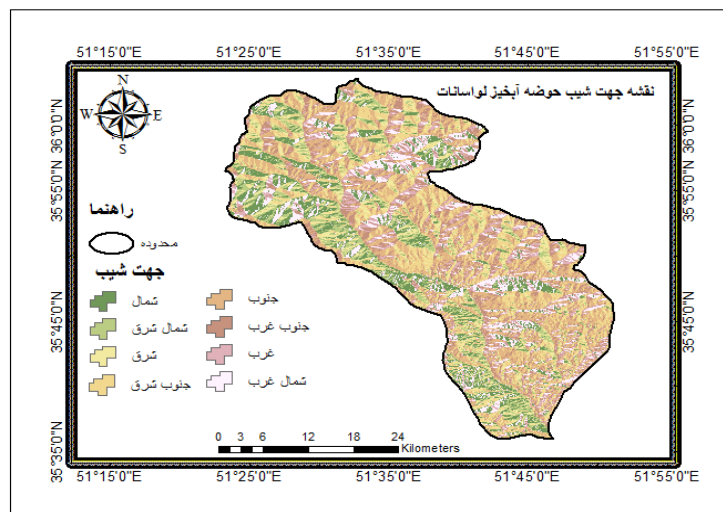 51°15'0"E 51°25'0"E 51°35'0"E 51°45'0"E 51°55'0"E
نقشه جهت شیب حوضه آبخیز لواسانات
N
W E
S
36°0'0"N 36°0'0"N
35°55'0"N 35°55'0"N
راهنما
محدوده
جهت شیب
شمال جنوب
شمال شرق جنوب غرب
شرق غرب
جنوب شرق شمال غرب
35°45'0"N 35°45'0"N
0 3 6 12 18 24
Kilometers
35°35'0"N 35°35'0"N
51°15'0"E 51°25'0"E 51°35'0"E 51°45'0"E 51°55'0"E